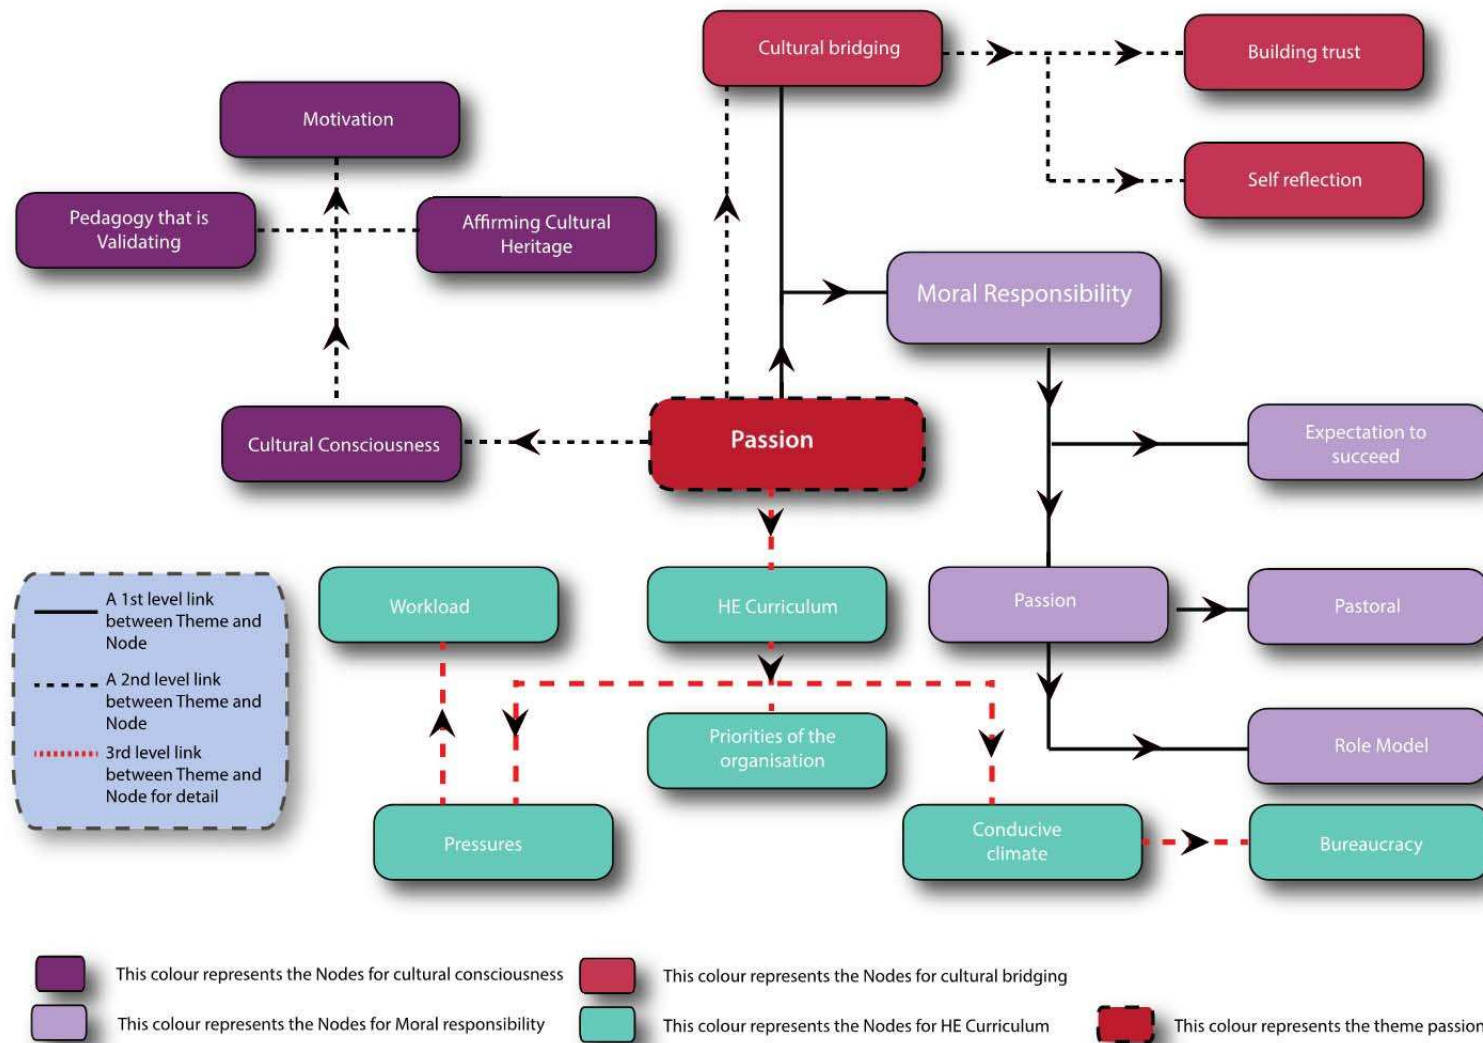 Cultural bridging
Building trust
Motivation
Self reflection
Pedagogy that is
Validating
Affirming Cultural
Heritage
Moral Responsibility
Cultural Consciousness
Passion
Expectation to
succeed
A 1st level link
between Theme and
Node
A 2nd level link
between Theme and
Node
3rd level link
between Theme and
Node for detail
Workload
HE Curriculum
Passion
Pastoral
Priorities of the
organisation
Role Model
Pressures
Conducive
climate
Bureaucracy
This colour represents the Nodes for cultural consciousness
This colour represents the Nodes for cultural bridging
This colour represents the Nodes for Moral responsibility
This colour represents the Nodes for HE Curriculum
This colour represents the theme passion